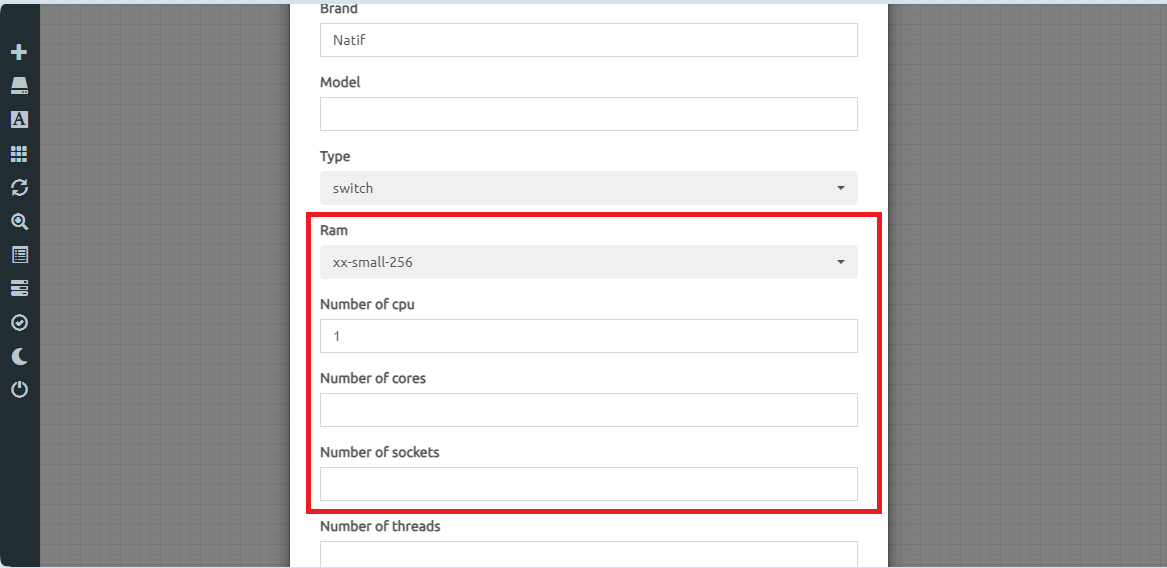 Brand
Natif
Model
Type
switch
Ram
xx-small-256
Number of cpu
1
Number of cores
Number of sockets
Number of threads